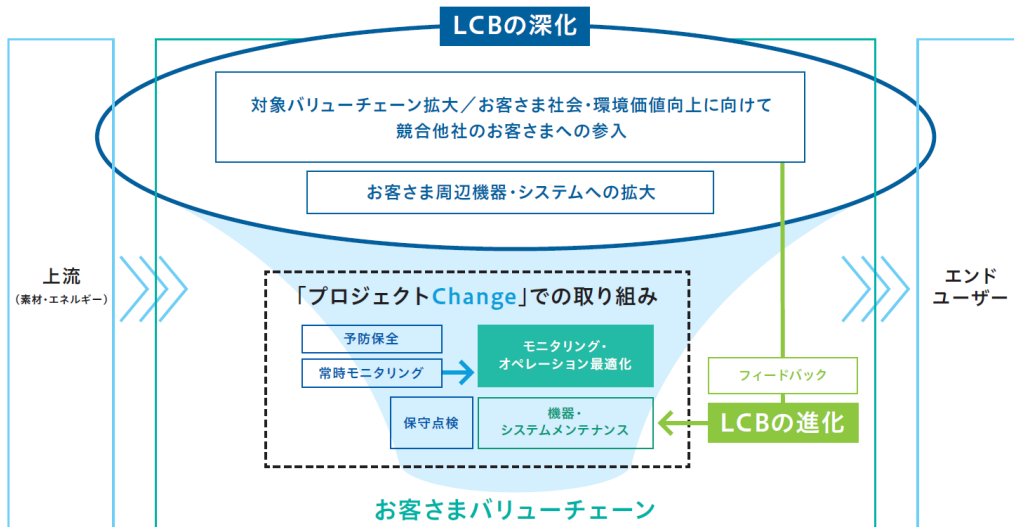 LCBの深化
対象バリューチェーン拡大／お客さま社会・環境価値向上に向けて
競合他社のお客さまへの参入
お客さま周辺機器・システムへの拡大
上流
（素材・エネルギー）
エンド
ユーザー
「プロジェクトChange」での取り組み
予防保全
常時モニタリング
モニタリング・
オペレーション最適化
保守点検
機器・
システムメンテナンス
フィードバック
LCBの進化
お客さまバリューチェーン